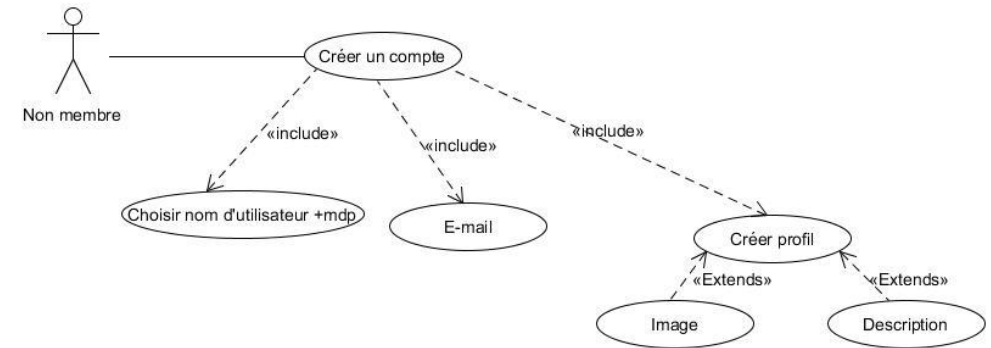 Créer un compte
Non membre
«include»
«include»
«include»
Choisir nom d'utilisateur +mdp
E-mail
Créer profil
«Extends»
«Extends»
Image
Description